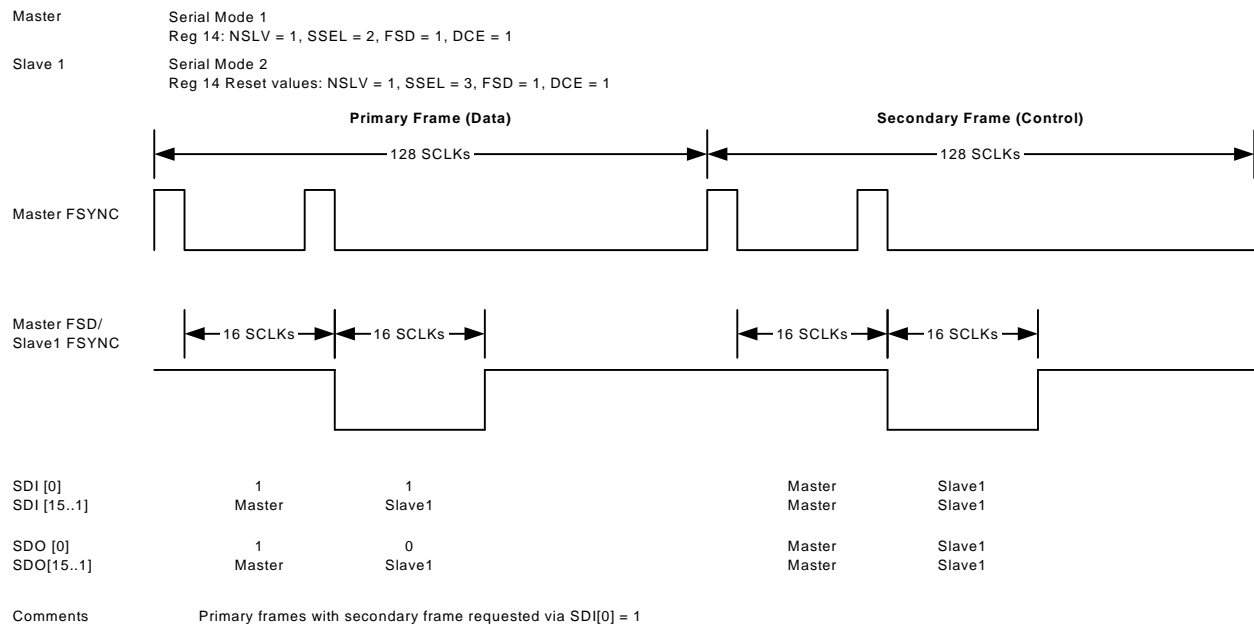 Master Serial Mode 1
Reg 14: NSLV = 1, SSEL = 2, FSD = 1, DCE = 1
Slave 1 Serial Mode 2
Reg 14 Reset values: NSLV = 1, SSEL = 3, FSD = 1, DCE = 1
Primary Frame (Data) Secondary Frame (Control)
128 SCLKs 128 SCLKs
Master FSYNC
Master FSD/
Slave1 FSYNC
16 SCLKs 16 SCLKs 16 SCLKs 16 SCLKs
SDI [0] 1 1 Master Slave1
SDI [15..1] Master Slave1 Master Slave1
SDO [0] 1 0 Master Slave1
SDO[15..1] Master Slave1 Master Slave1
Comments Primary frames with secondary frame requested via SDI[0] = 1